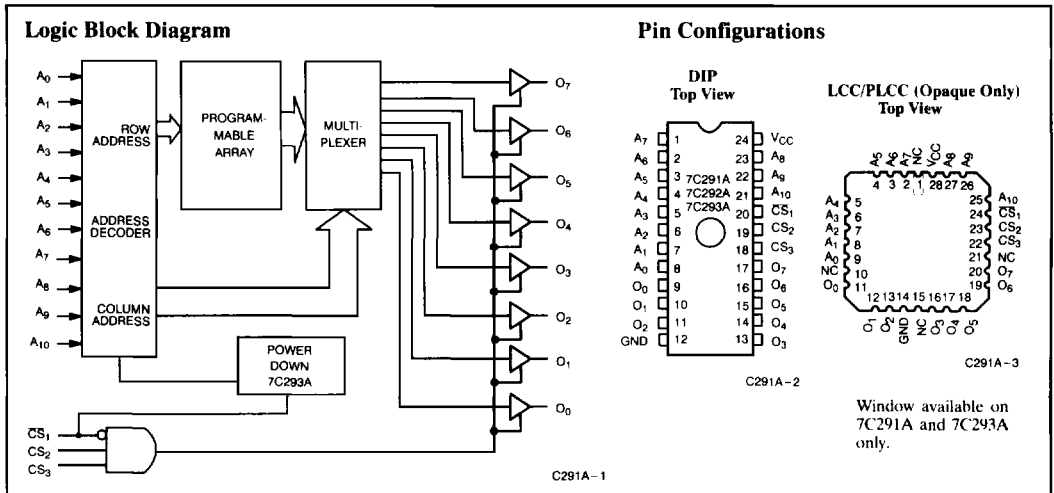 Logic Block Diagram
A0
A1
A2
A3
A4
A5
A6
A7
A8
A9
A10
ROW
ADDRESS
ADDRESS
DECODER
COLUMN
ADDRESS
PROGRAM-
MABLE
ARRAY
MULTI-
PLEXER
POWER
DOWN
7C293A
O7
O6
O5
O4
O3
O2
O1
O0
C̅S̅1
CS2
CS3
C291A–1
Pin Configurations
DIP
Top View
A7 1 24 VCC
A6 2 23 A8
A5 3 7C291A 22 A9
A4 4 7C292A 21 A10
A3 5 7C293A 20 C̅S̅1
A2 6 19 CS2
A1 7 18 CS3
A0 8 17 O7
O0 9 16 O6
O1 10 15 O5
O2 11 14 O4
GND 12 13 O3
C291A–2
LCC/PLCC (Opaque Only)
Top View
A5 A6 A7 NC VCC A8 A9
4 3 2 1 28 27 26
A4 5 25 A10
A3 6 24 C̅S̅1
A2 7 23 CS2
A1 8 22 CS3
A0 9 21 NC
NC 10 20 O7
O0 11 19 O6
12 13 14 15 16 17 18
O1 O2 GND NC O3 O4 O5
C291A–3
Window available on
7C291A and 7C293A
only.